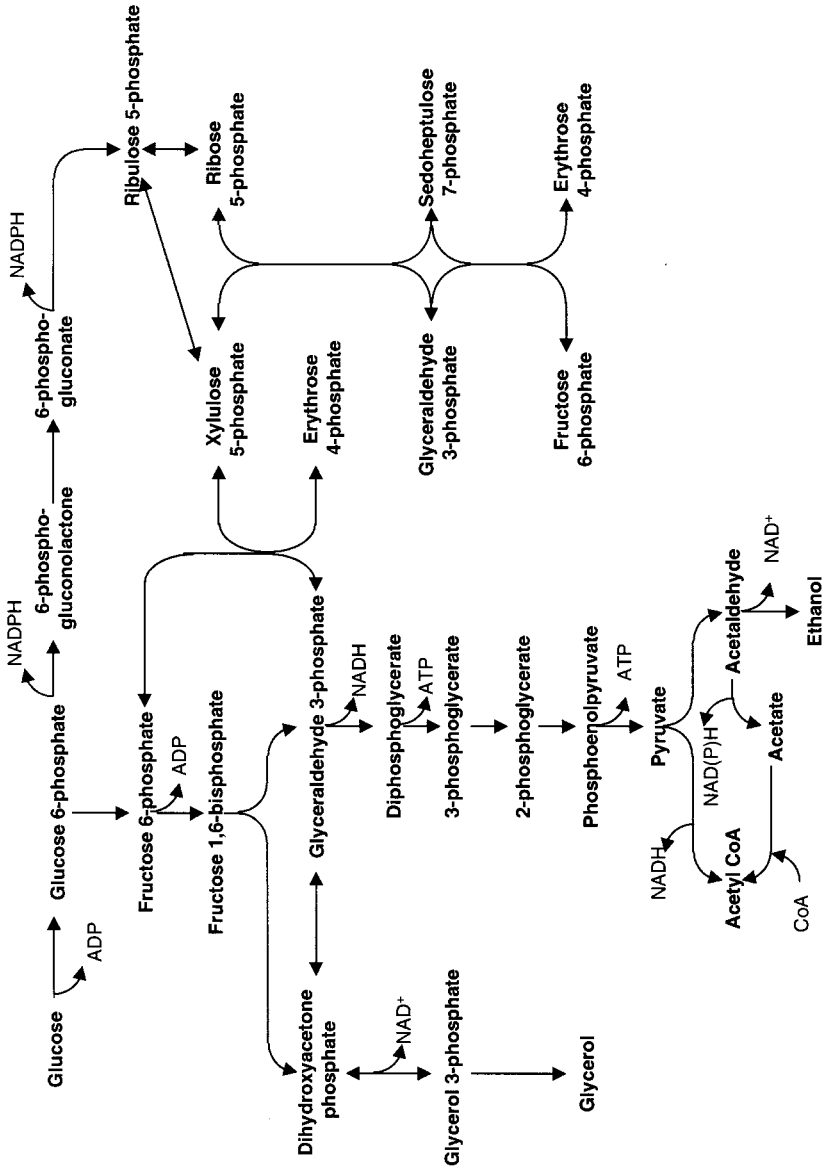 Glucose
ADP
Glucose 6-phosphate
NADPH
6-phospho-
gluconolactone
6-phospho-
gluconate
NADPH
Ribulose 5-phosphate
Fructose 6-phosphate
ADP
Fructose 1,6-bisphosphate
Xylulose
5-phosphate
Ribose
5-phosphate
Erythrose
4-phosphate
Dihydroxyacetone
phosphate
Glyceraldehyde 3-phosphate
NADH
Diphosphoglycerate
ATP
3-phosphoglycerate
2-phosphoglycerate
Phosphoenolpyruvate
ATP
Pyruvate
Glyceraldehyde
3-phosphate
Sedoheptulose
7-phosphate
Fructose
6-phosphate
Erythrose
4-phosphate
NAD⁺
Glycerol 3-phosphate
Glycerol
NADH
Acetyl CoA
CoA
NAD(P)H
Acetate
Acetaldehyde
NAD⁺
Ethanol